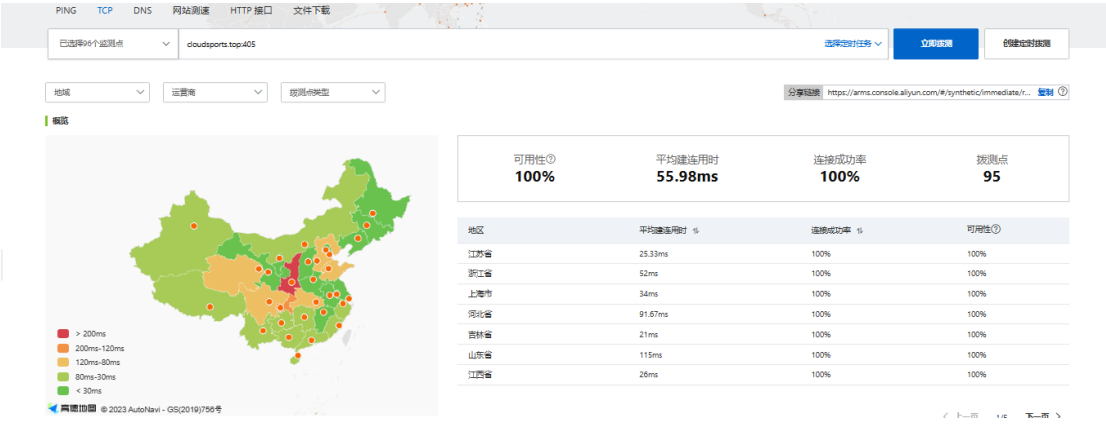 PING TCP DNS 网站测速 HTTP 接口 文件下载
已选择96个监测点 cloudsports.top:405 选择定时任务 立即拨测 创建定时拨测
地域 运营商 拨测点类型 分享链接 https://arms.console.aliyun.com/#/synthetic/immediate/r... 复制
概览
可用性 平均建连用时 连接成功率 拨测点
100% 55.98ms 100% 95
地区 平均建连用时 连接成功率 可用性
江苏省 25.33ms 100% 100%
浙江省 52ms 100% 100%
上海市 34ms 100% 100%
河北省 91.67ms 100% 100%
吉林省 21ms 100% 100%
山东省 115ms 100% 100%
江西省 26ms 100% 100%
> 200ms
200ms-120ms
120ms-80ms
80ms-30ms
< 30ms
高德地图 © 2023 AutoNavi - GS(2019)756号
上一页 1/5 下一页